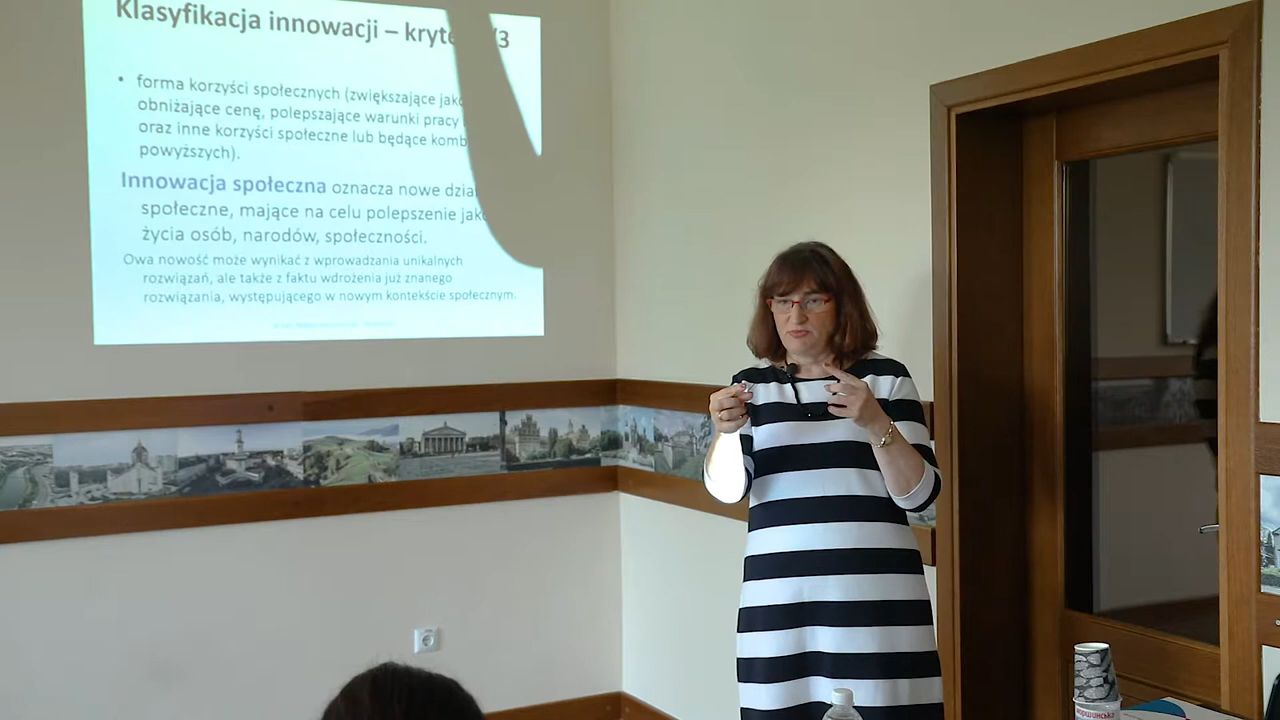 Klasyfikacja innowacji – kryte /3
• forma korzyści społecznych (zwiększające jako
obniżające cenę, polepszające warunki pracy
oraz inne korzyści społeczne lub będące komb
powyższych).
Innowacja społeczna oznacza nowe dzia
społeczne, mające na celu polepszenie jako
życia osób, narodów, społeczności.
Owa nowość może wynikać z wprowadzania unikalnych
rozwiązań, ale także z faktu wdrożenia już znanego
rozwiązania, występującego w nowym kontekście społecznym.